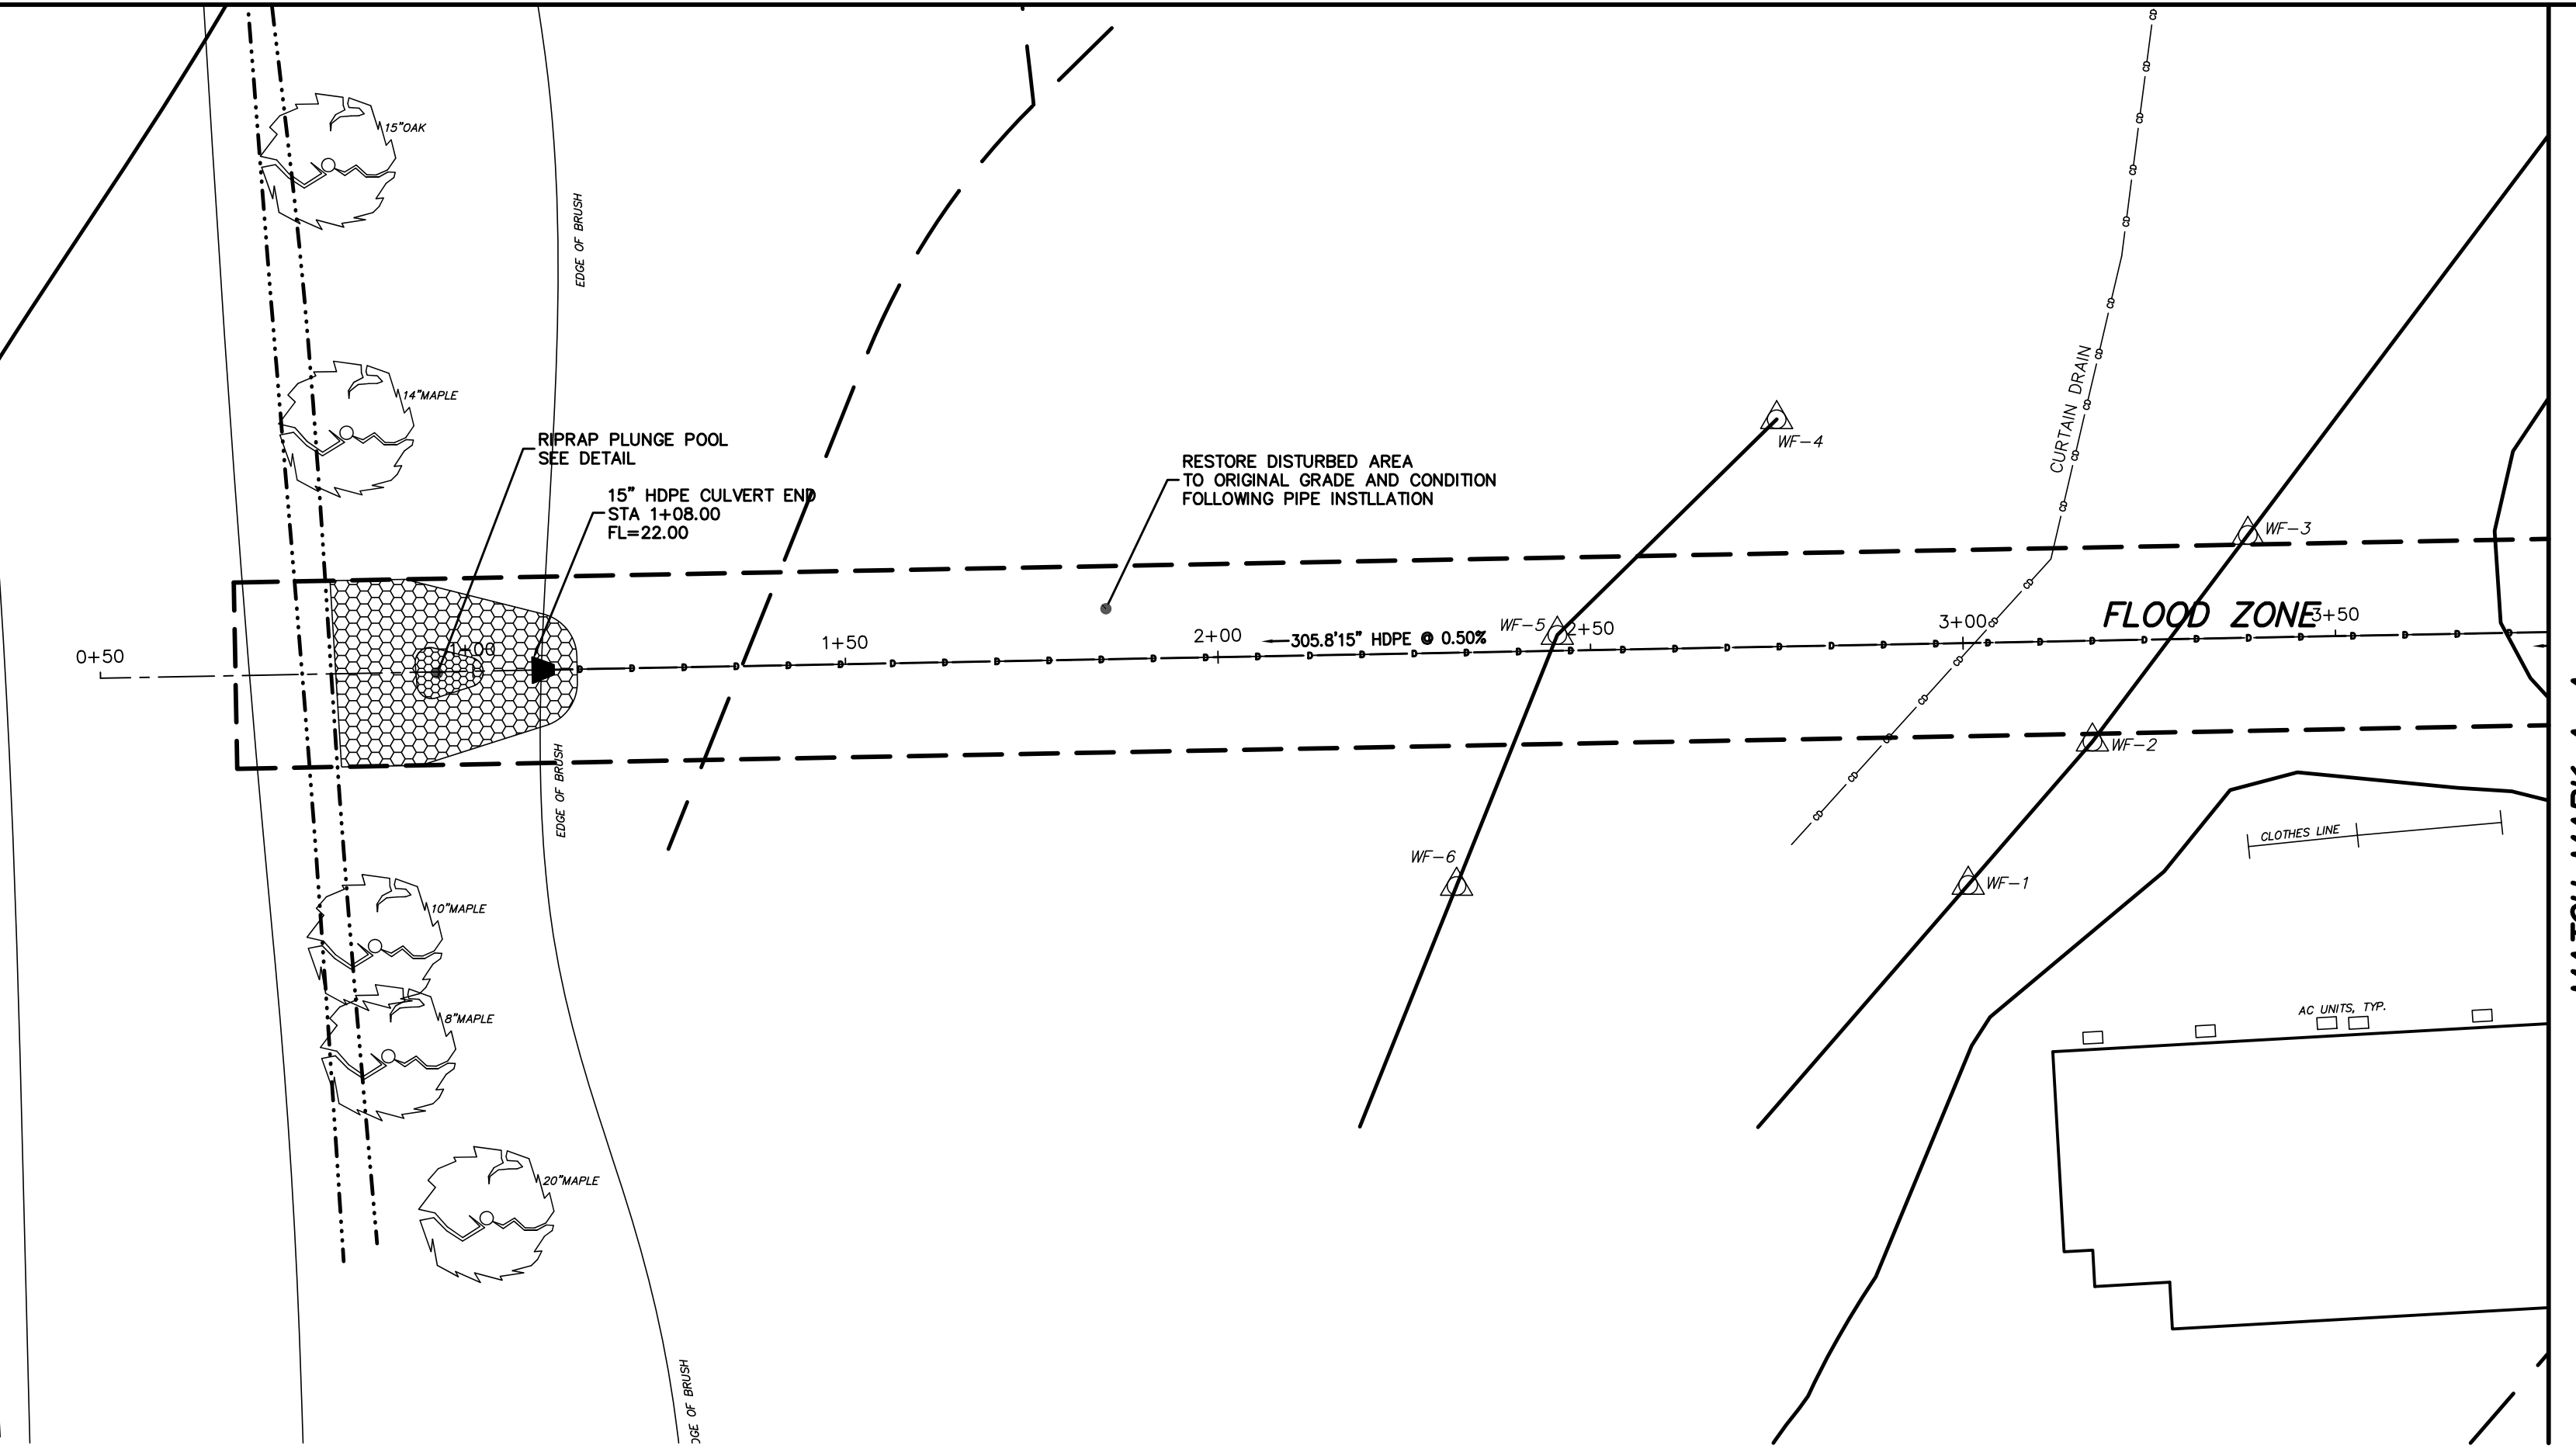 15"OAK
EDGE OF BRUSH
14"MAPLE
RIPRAP PLUNGE POOL
SEE DETAIL
15" HDPE CULVERT END
STA 1+08.00
FL=22.00
RESTORE DISTURBED AREA
TO ORIGINAL GRADE AND CONDITION
FOLLOWING PIPE INSTLLATION
WF-4
CURTAIN DRAIN
WF-3
FLOOD ZONE
0+50
1+00
1+50
2+00
305.8'15" HDPE @ 0.50%
WF-5
2+50
3+00
3+50
WF-2
EDGE OF BRUSH
CLOTHES LINE
WF-6
WF-1
10"MAPLE
8"MAPLE
AC UNITS, TYP.
20"MAPLE
EDGE OF BRUSH